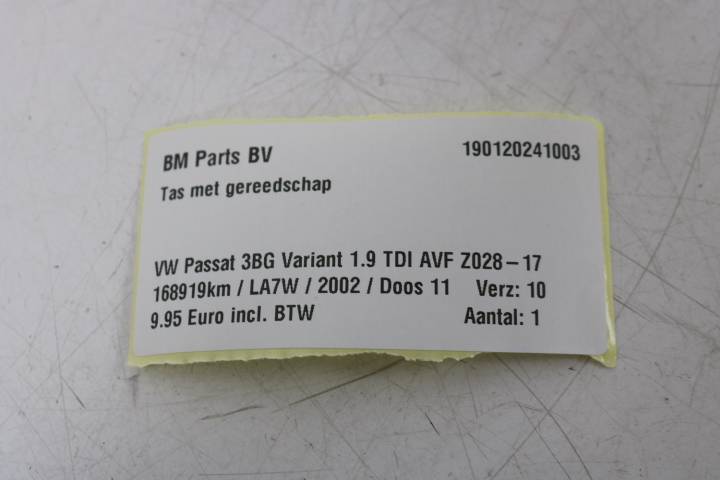 BM Parts BV 190120241003
Tas met gereedschap
VW Passat 3BG Variant 1.9 TDI AVF Z028-17
168919km / LA7W / 2002 / Doos 11 Verz: 10
9.95 Euro incl. BTW Aantal: 1